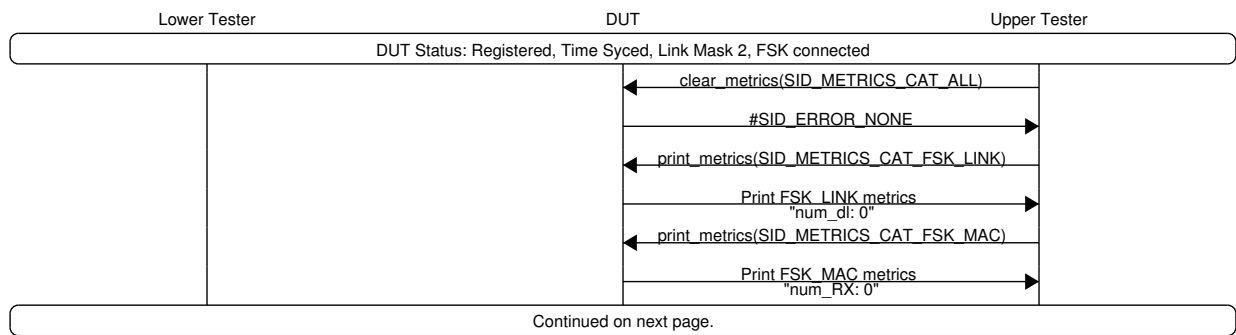 Lower Tester DUT Upper Tester
DUT Status: Registered, Time Syced, Link Mask 2, FSK connected
clear_metrics(SID_METRICS_CAT_ALL)
#SID_ERROR_NONE
print_metrics(SID_METRICS_CAT_FSK_LINK)
Print FSK_LINK metrics
"num_dl: 0"
print_metrics(SID_METRICS_CAT_FSK_MAC)
Print FSK_MAC metrics
"num_RX: 0"
Continued on next page.